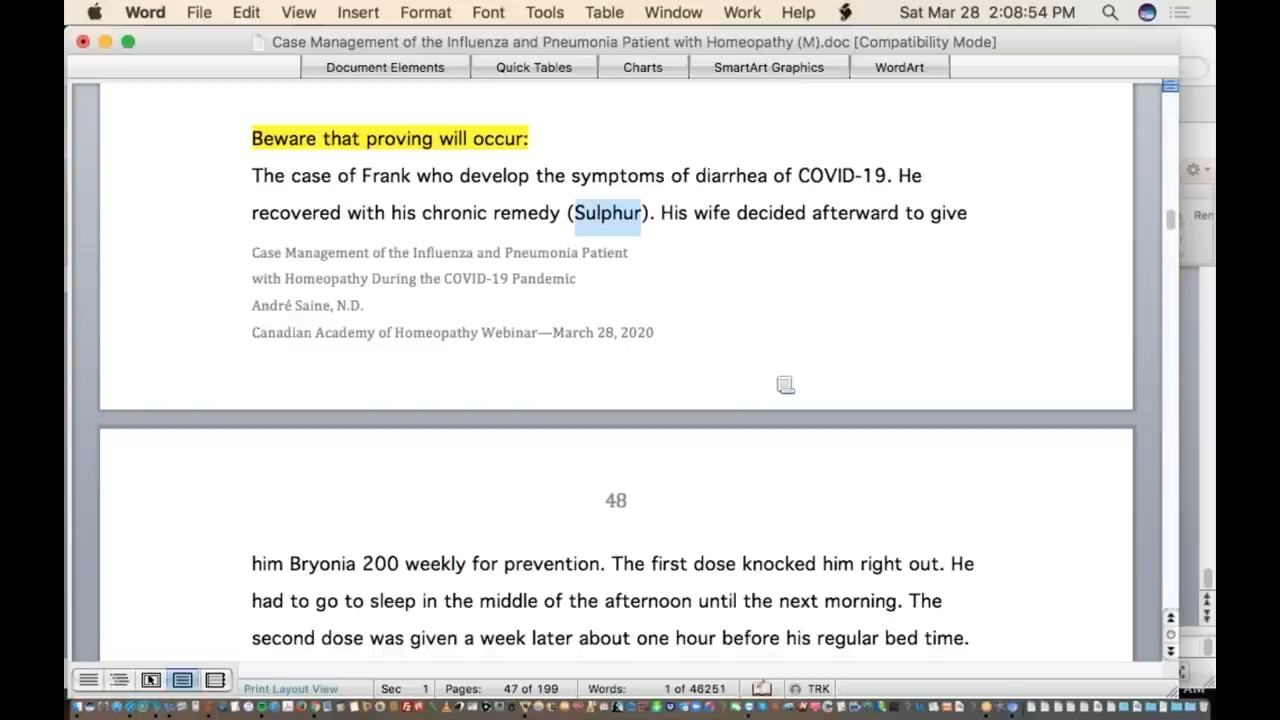 Word File Edit View Insert Format Font Tools Table Window Work Help Sat Mar 28 2:08:54 PM
Case Management of the Influenza and Pneumonia Patient with Homeopathy (M).doc [Compatibility Mode]
Document Elements Quick Tables Charts SmartArt Graphics WordArt
Beware that proving will occur:
The case of Frank who develop the symptoms of diarrhea of COVID-19. He
Ren
recovered with his chronic remedy (Sulphur). His wife decided afterward to give
Case Management of the Influenza and Pneumonia Patient
with Homeopathy During the COVID-19 Pandemic
André Saine, N.D.
Canadian Academy of Homeopathy Webinar—March 28, 2020
48
him Bryonia 200 weekly for prevention. The first dose knocked him right out. He
had to go to sleep in the middle of the afternoon until the next morning. The
second dose was given a week later about one hour before his regular bed time.
Print Layout View Sec 1 Pages: 47 of 199 Words: 1 of 46251 TRK
AM